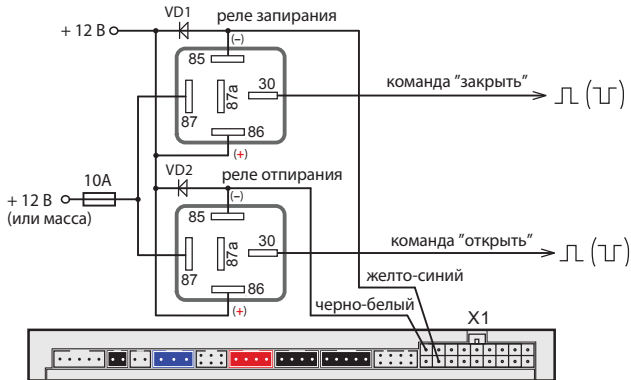 VD1
реле запирания
+ 12 В
(–)
85
30
87a
команда "закрыть"
87
86
(+)
VD2
реле отпирания
10А
+ 12 В
(или масса)
(–)
85
30
87a
команда "открыть"
87
86
(+)
желто-синий
черно-белый
X1